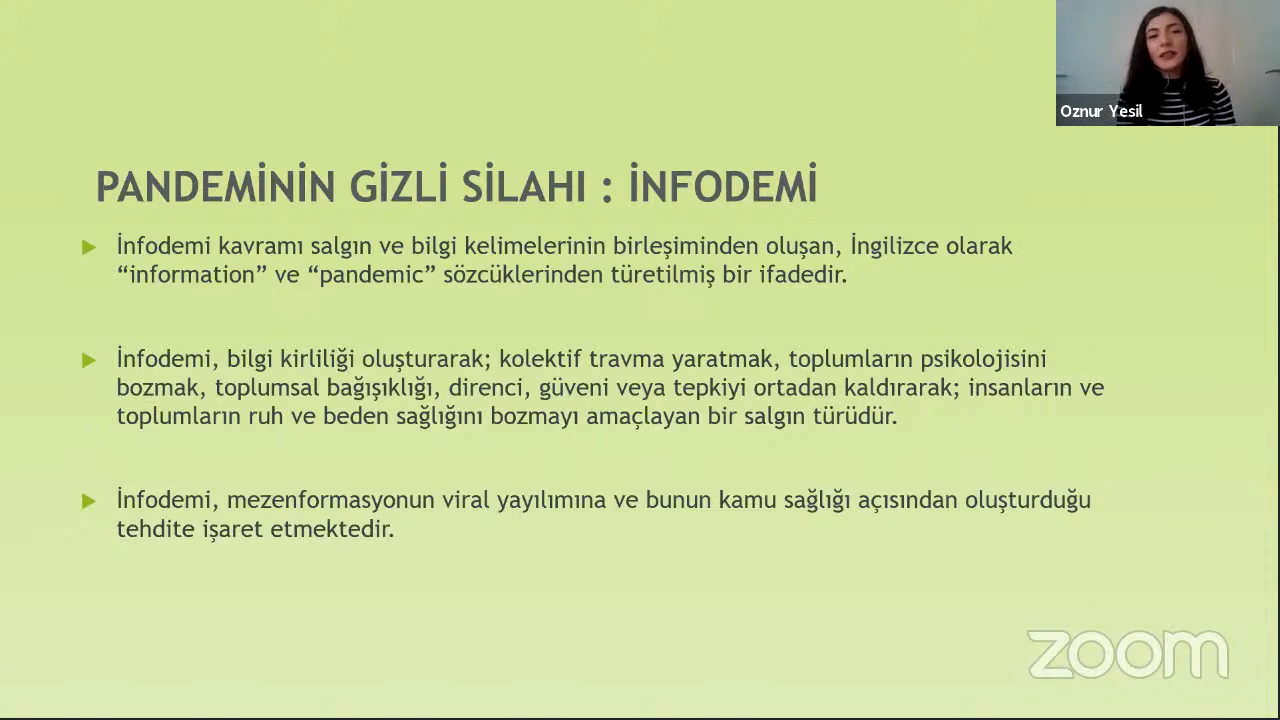 Oznur Yesil
PANDEMİNİN GİZLİ SİLAHI : İNFODEMİ
İnfodemi kavramı salgın ve bilgi kelimelerinin birleşiminden oluşan, İngilizce olarak
“information” ve “pandemic” sözcüklerinden türetilmiş bir ifadedir.
İnfodemi, bilgi kirliliği oluşturarak; kolektif travma yaratmak, toplumların psikolojisini
bozmak, toplumsal bağışıklığı, direnci, güveni veya tepkiyi ortadan kaldırarak; insanların ve
toplumların ruh ve beden sağlığını bozmayı amaçlayan bir salgın türüdür.
İnfodemi, mezenformasyonun viral yayılımına ve bunun kamu sağlığı açısından oluşturduğu
tehdite işaret etmektedir.
zoom